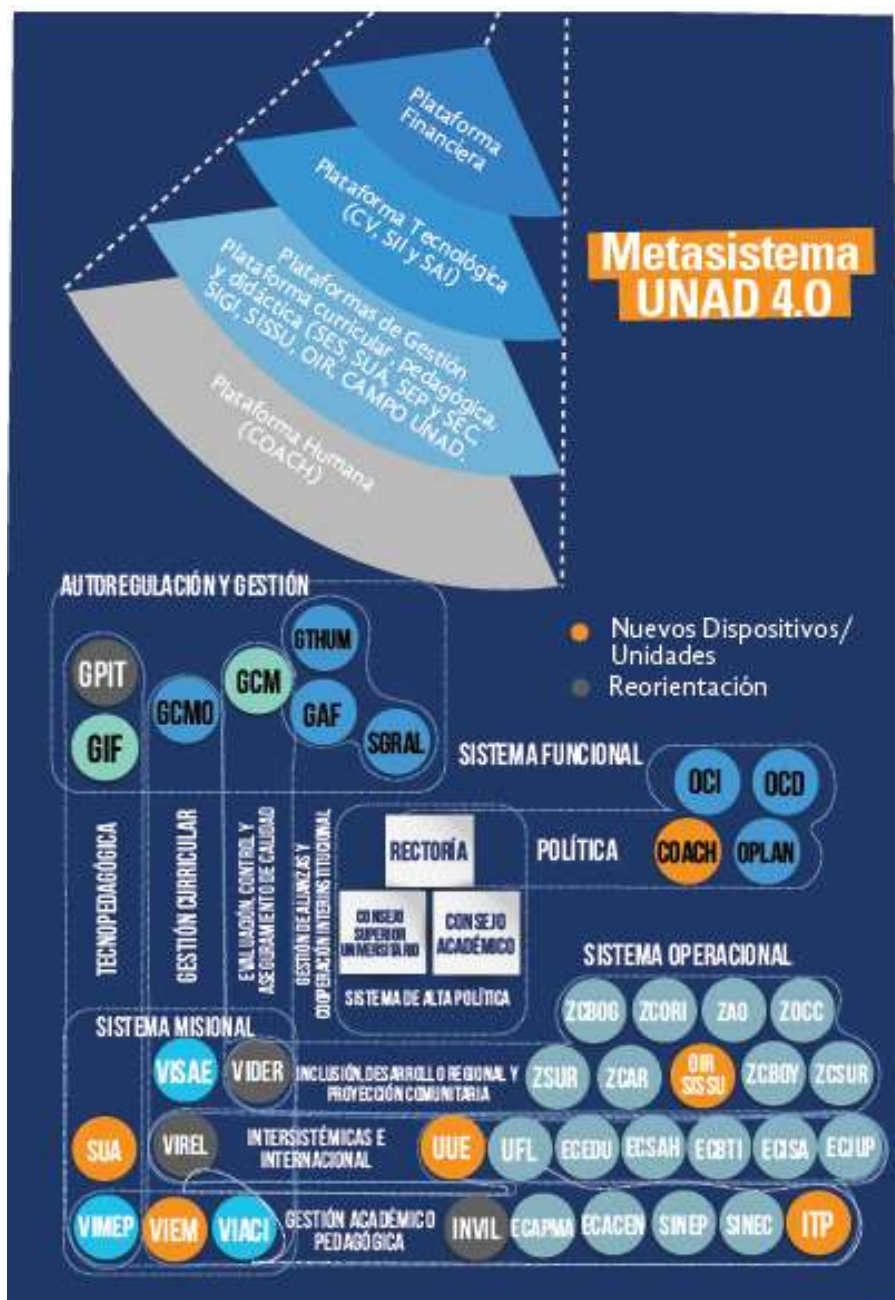 Plataforma
Financiera
Plataforma Tecnológica
(CV, SII y SAI)
Plataformas de Gestión
Plataforma curricular, pedagógica
y didáctica (SES, SUA, SEP y SEC,
SIGI, SISSU, OIR, CAMPO UNAD.
Plataforma Humana
(COACH)
Metasistema
UNAD 4.0
AUTOREGULACIÓN Y GESTIÓN
Nuevos Dispositivos/
Unidades
Reorientación
GPIT
GIF
GCMO
GCM
GTHUM
GAF
SGRAL
SISTEMA FUNCIONAL
OCI
OCD
POLÍTICA
COACH
OPLAN
TECNOPEDAGÓGICA
GESTIÓN CURRICULAR
EVALUACIÓN, CONTROL Y
ASEGURAMIENTO DE CALIDAD
GESTIÓN DE ALIANZAS Y
COOPERACIÓN INTERINSTITUCIONAL
RECTORÍA
CONSEJO
SUPERIOR
UNIVERSITARIO
CONSEJO
ACADÉMICO
SISTEMA DE ALTA POLÍTICA
SISTEMA OPERACIONAL
ZCBOG
ZCORI
ZAO
ZOCC
SISTEMA MISIONAL
VISAE
VIDER
INCLUSIÓN, DESARROLLO REGIONAL Y
PROYECCIÓN COMUNITARIA
ZSUR
ZCAR
OIR
SISSU
ZCBOY
ZCSUR
SUA
VIREL
INTERSISTÉMICAS E
INTERNACIONAL
UUE
UFL
ECEDU
ECSAH
ECBTI
ECISA
ECJUP
VIMEP
VIEM
VIACI
GESTIÓN ACADÉMICO
PEDAGÓGICA
INVIL
ECAPMA
ECACEN
SINEP
SINEC
ITP